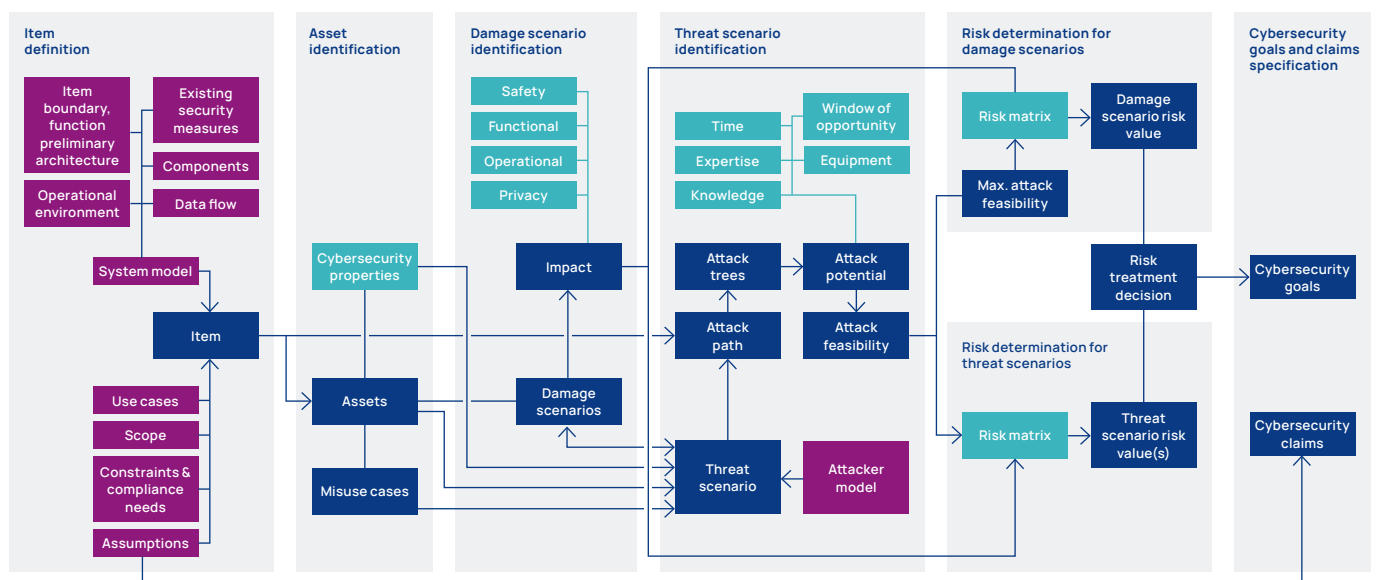 Item
definition
Item
boundary,
function
preliminary
architecture
Existing
security
measures
Components
Operational
environment
Data flow
System model
Item
Use cases
Scope
Constraints &
compliance
needs
Assumptions
Asset
identification
Cybersecurity
properties
Assets
Misuse cases
Damage scenario
identification
Safety
Functional
Operational
Privacy
Impact
Damage
scenarios
Threat scenario
identification
Time
Window of
opportunity
Expertise
Equipment
Knowledge
Attack
trees
Attack
potential
Attack
path
Attack
feasibility
Threat
scenario
Attacker
model
Risk determination for
damage scenarios
Risk matrix
Damage
scenario risk
value
Max. attack
feasibility
Risk
treatment
decision
Risk determination for
threat scenarios
Risk matrix
Threat
scenario risk
value(s)
Cybersecurity
goals and claims
specification
Cybersecurity
goals
Cybersecurity
claims